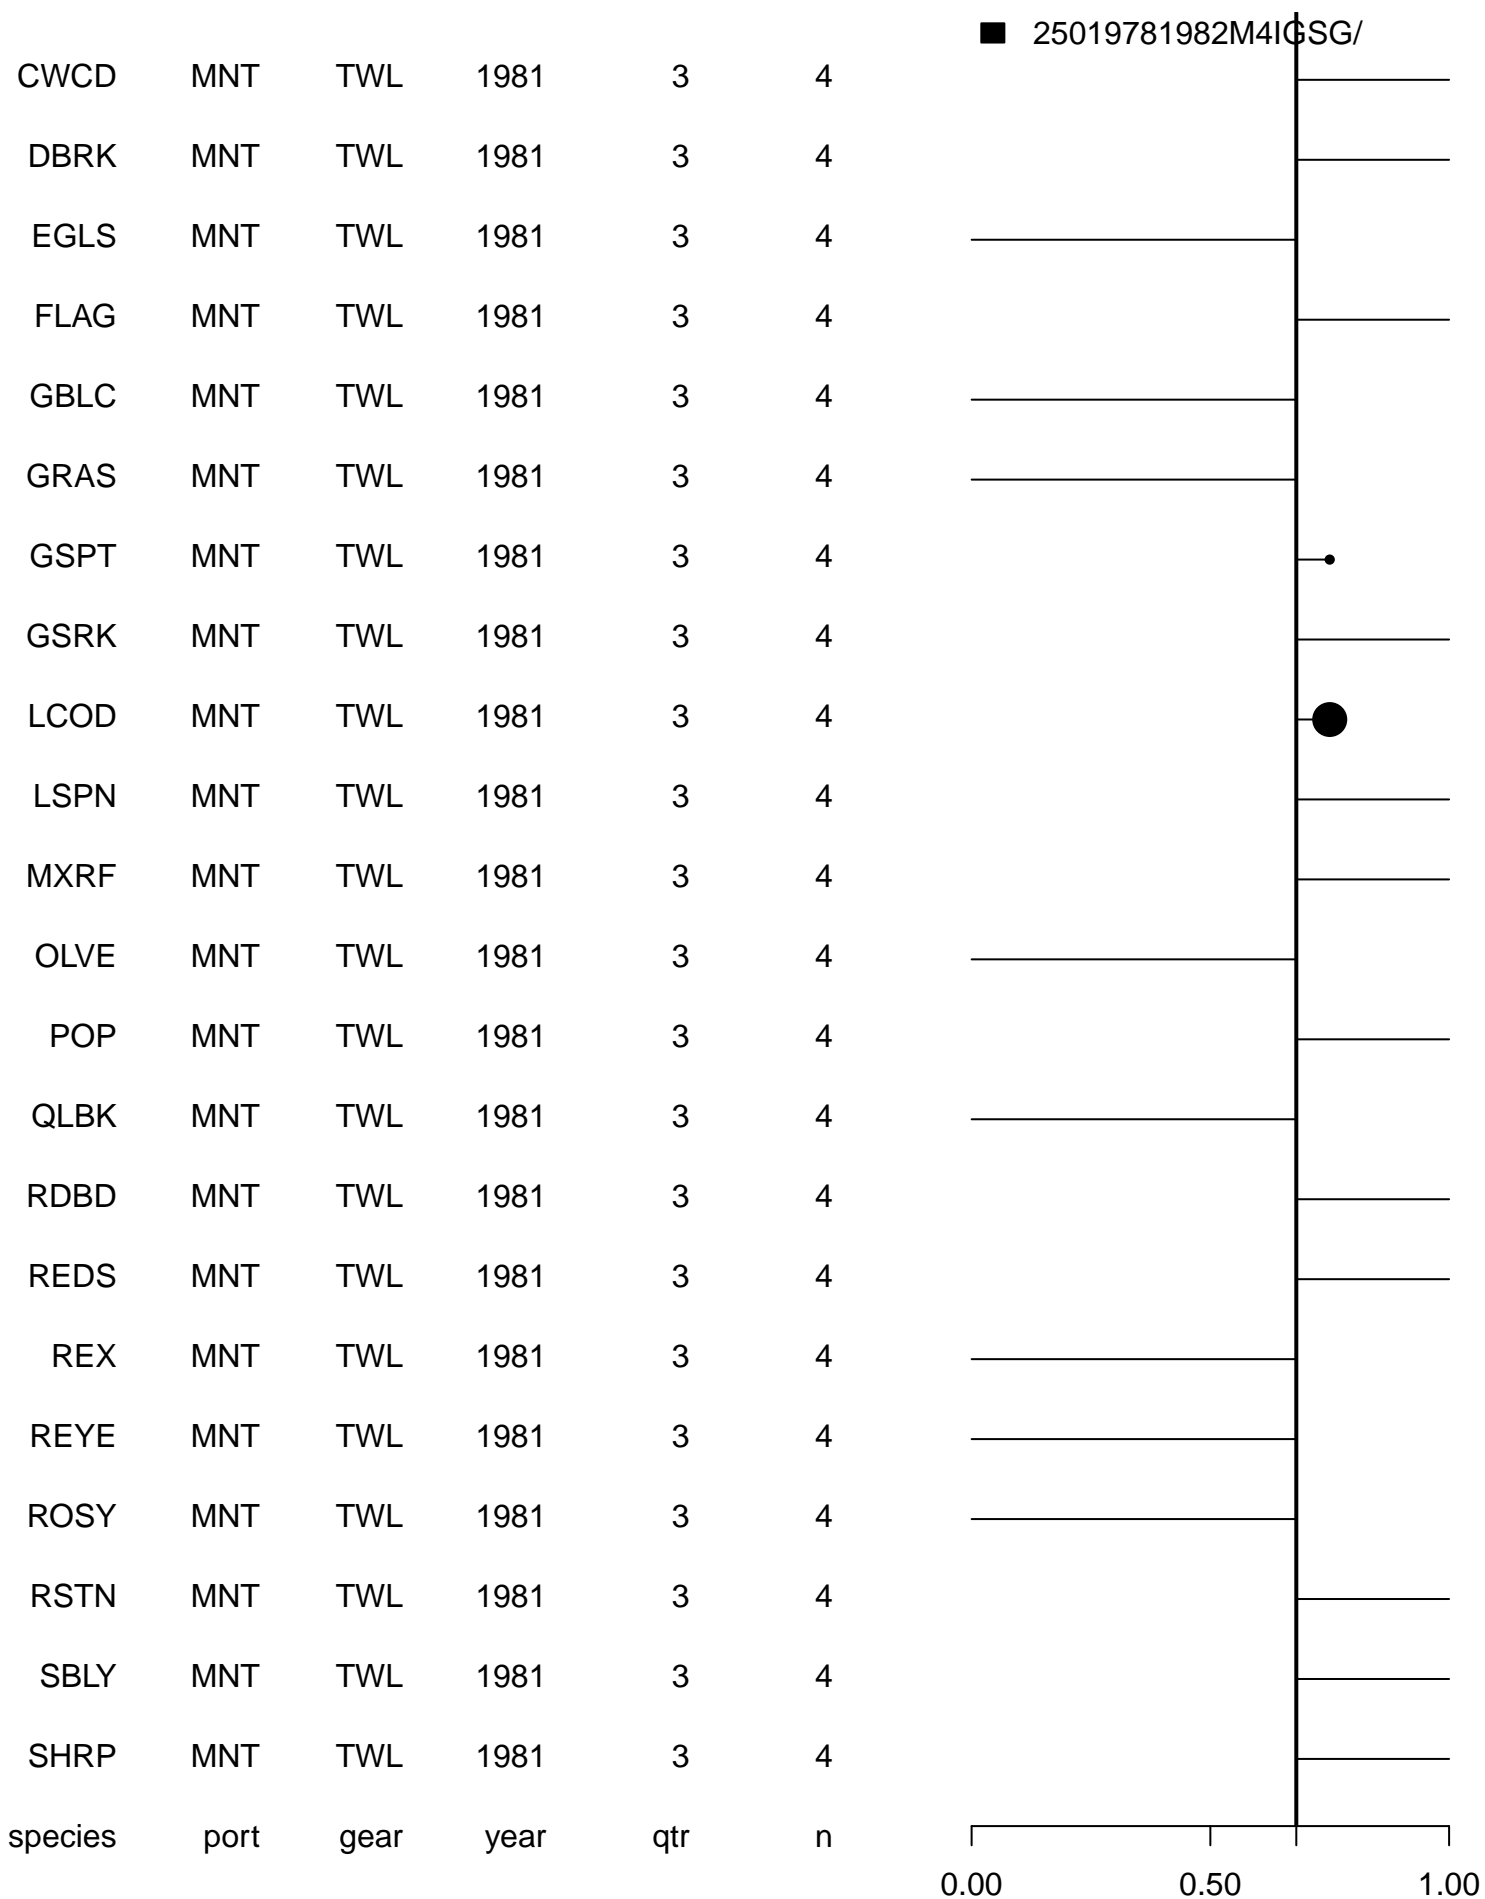 25019781982M4IGSG/
CWCD MNT TWL 1981 3 4
DBRK MNT TWL 1981 3 4
EGLS MNT TWL 1981 3 4
FLAG MNT TWL 1981 3 4
GBLC MNT TWL 1981 3 4
GRAS MNT TWL 1981 3 4
GSPT MNT TWL 1981 3 4
GSRK MNT TWL 1981 3 4
LCOD MNT TWL 1981 3 4
LSPN MNT TWL 1981 3 4
MXRF MNT TWL 1981 3 4
OLVE MNT TWL 1981 3 4
POP MNT TWL 1981 3 4
QLBK MNT TWL 1981 3 4
RDBD MNT TWL 1981 3 4
REDS MNT TWL 1981 3 4
REX MNT TWL 1981 3 4
REYE MNT TWL 1981 3 4
ROSY MNT TWL 1981 3 4
RSTN MNT TWL 1981 3 4
SBLY MNT TWL 1981 3 4
SHRP MNT TWL 1981 3 4
species port gear year qtr n
0.00 0.50 1.00